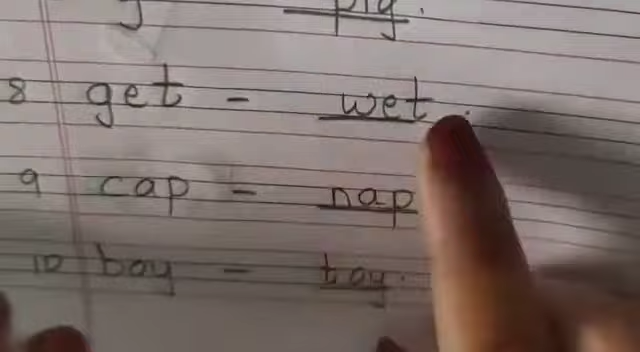 pig.
8 get - wet.
9 cap - nap
10 boy - toy.